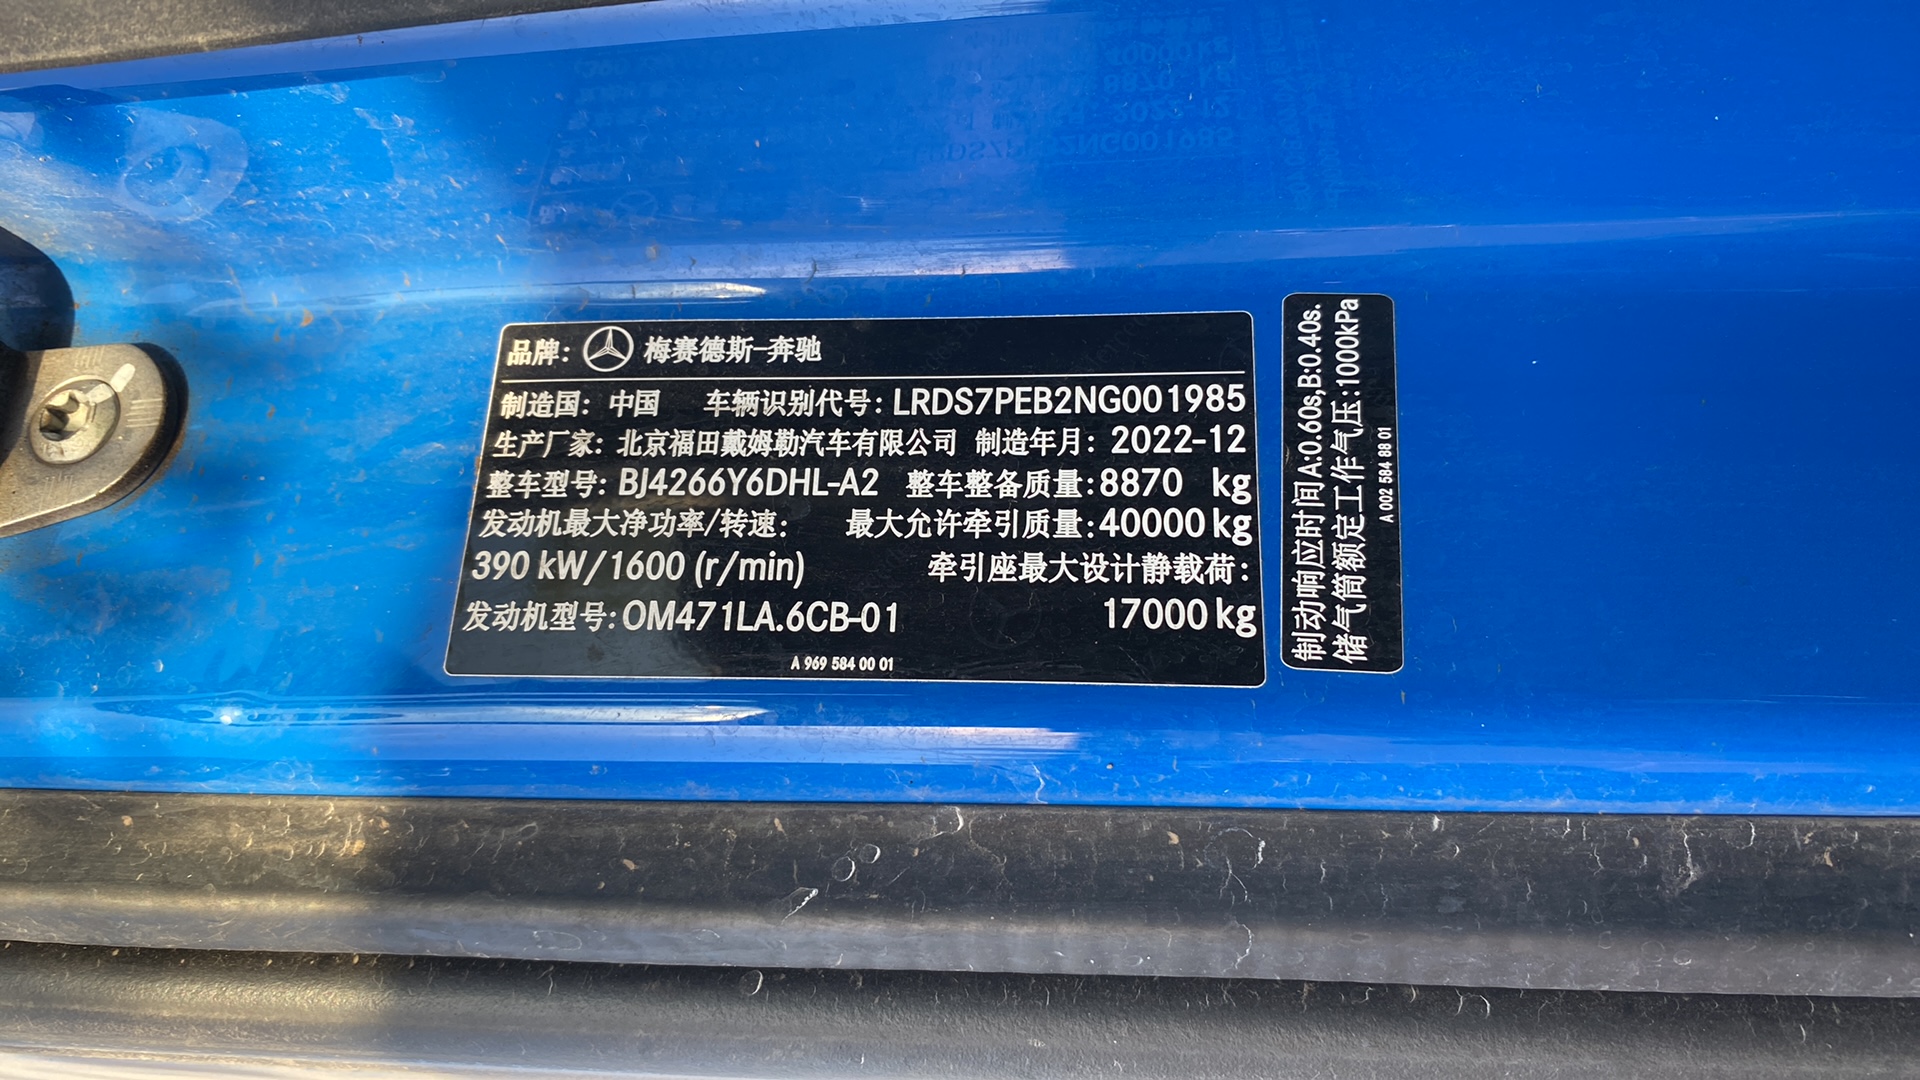 品牌: 梅赛德斯-奔驰
制造国: 中国 车辆识别代号: LRDS7PEB2NG001985
生产厂家: 北京福田戴姆勒汽车有限公司 制造年月: 2022-12
整车型号: BJ4266Y6DHL-A2 整车整备质量: 8870 kg
发动机最大净功率/转速: 最大允许牵引质量: 40000 kg
390 kW/1600 (r/min) 牵引座最大设计静载荷:
发动机型号: OM471LA.6CB-01 17000 kg
A 969 584 00 01
制动响应时间A:0.60s,B:0.40s.
储气筒额定工作气压:1000kPa
A 002 584 88 01